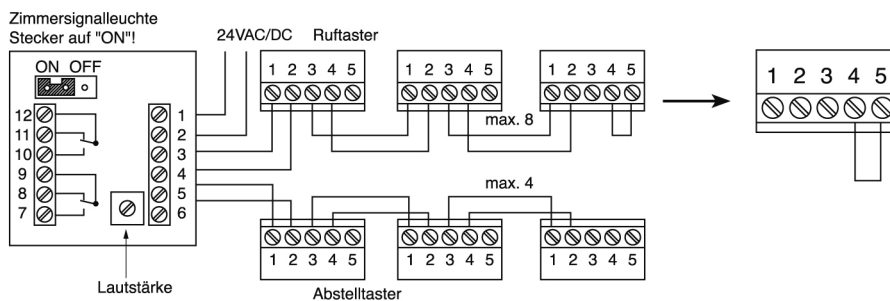 Zimmersignalleuchte
Stecker auf "ON"!
24VAC/DC Ruftaster
ON OFF
1 2 3 4 5
1 2 3 4 5
1 2 3 4 5
1 2 3 4 5
12
11
10
9
8
7
1
2
3
4
5
6
max. 8
max. 4
1 2 3 4 5
1 2 3 4 5
1 2 3 4 5
Lautstärke
Abstelltaster